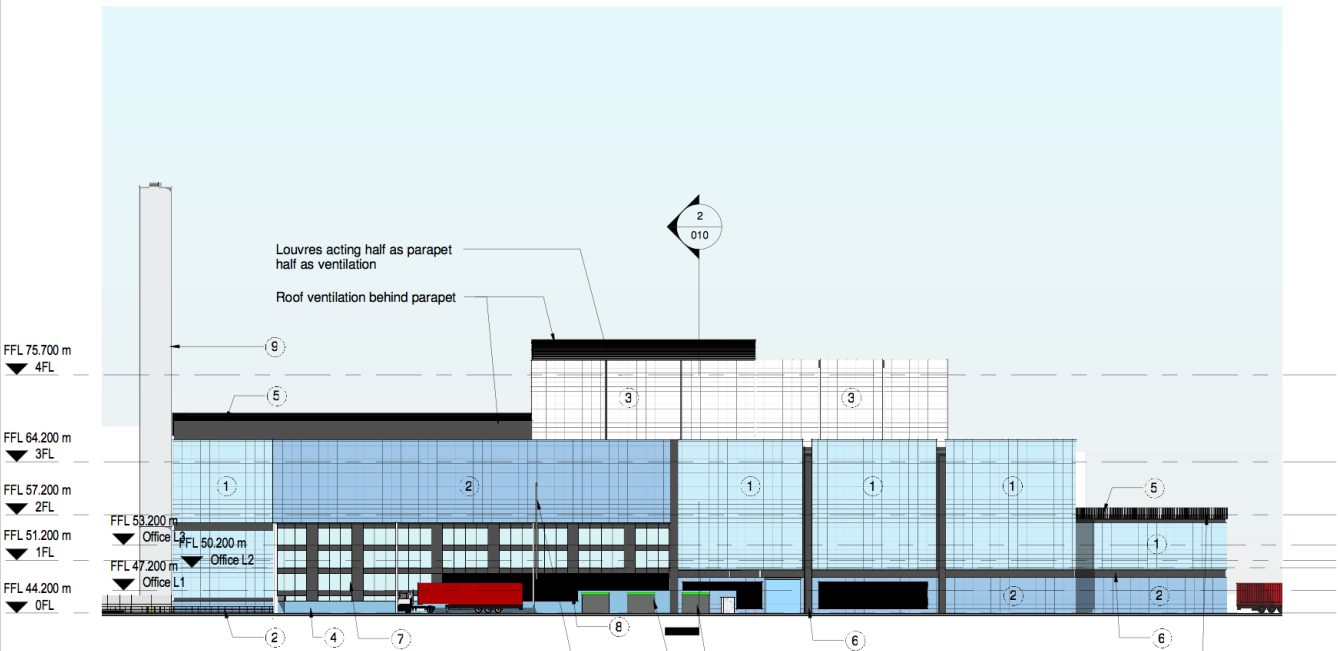 2
010
Louvres acting half as parapet
half as ventilation
Roof ventilation behind parapet
9
FFL 75.700 m
4FL
3
3
5
FFL 64.200 m
3FL
1
2
1
1
1
5
FFL 57.200 m
2FL
FFL 53.200 m
Office L3
FFL 51.200 m
1FL
FFL 50.200 m
Office L2
1
FFL 47.200 m
Office L1
FFL 44.200 m
0FL
2
2
2
4
7
8
6
6